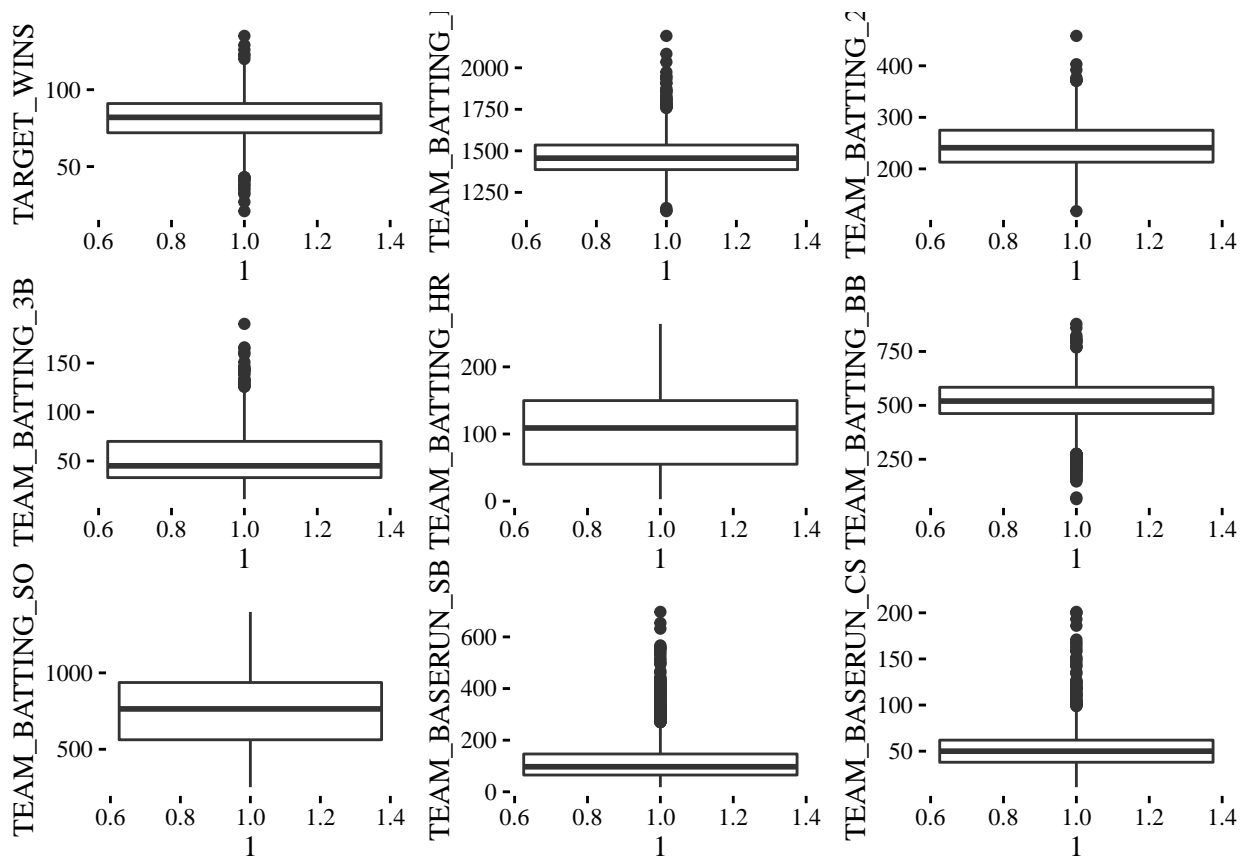 TARGET_WINS
100
50
0.6 0.8 1.0 1.2 1.4
1
TEAM_BATTING_
2000
1750
1500
1250
0.6 0.8 1.0 1.2 1.4
1
TEAM_BATTING_2
400
300
200
0.6 0.8 1.0 1.2 1.4
1
TEAM_BATTING_3B
150
100
50
0.6 0.8 1.0 1.2 1.4
1
TEAM_BATTING_HR
200
100
0
0.6 0.8 1.0 1.2 1.4
1
TEAM_BATTING_BB
750
500
250
0.6 0.8 1.0 1.2 1.4
1
TEAM_BATTING_SO
1000
500
0.6 0.8 1.0 1.2 1.4
1
TEAM_BASERUN_SB
600
400
200
0
0.6 0.8 1.0 1.2 1.4
1
TEAM_BASERUN_CS
200
150
100
50
0.6 0.8 1.0 1.2 1.4
1